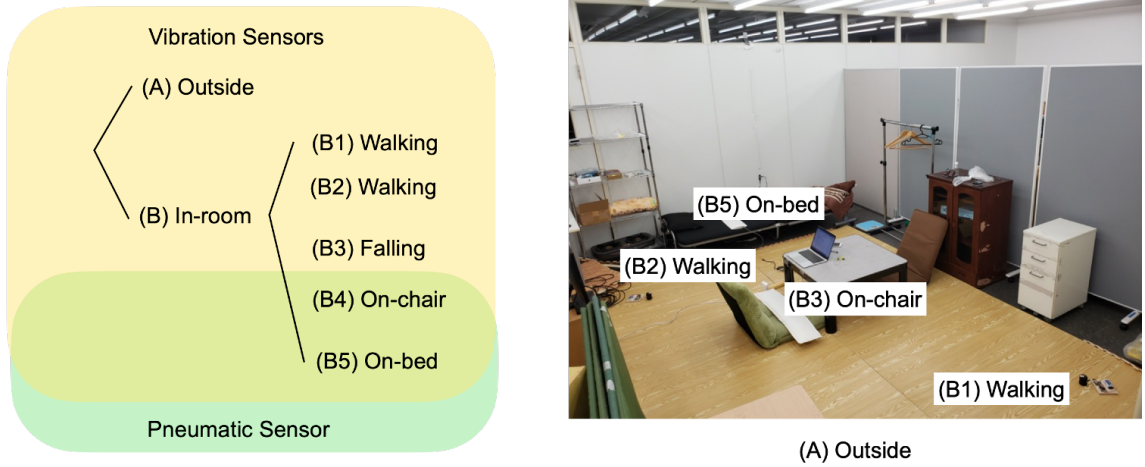 Vibration Sensors
(A) Outside
(B) In-room
(B1) Walking
(B2) Walking
(B3) Falling
(B4) On-chair
(B5) On-bed
Pneumatic Sensor
(B5) On-bed
(B2) Walking
(B3) On-chair
(B1) Walking
(A) Outside